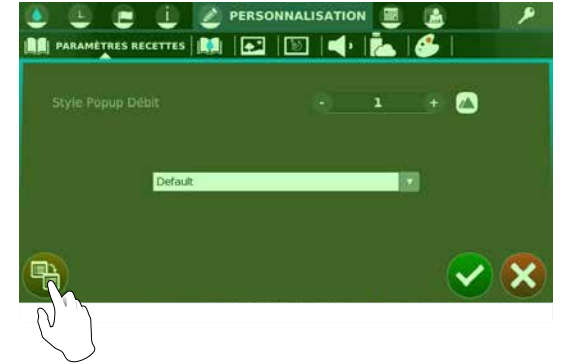 PERSONNALISATION
PARAMÈTRES RECETTES
Style Popup Débit
- 1 +
Default